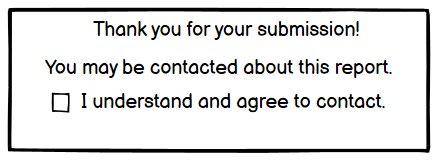 Thank you for your submission!
You may be contacted about this report.
I understand and agree to contact.